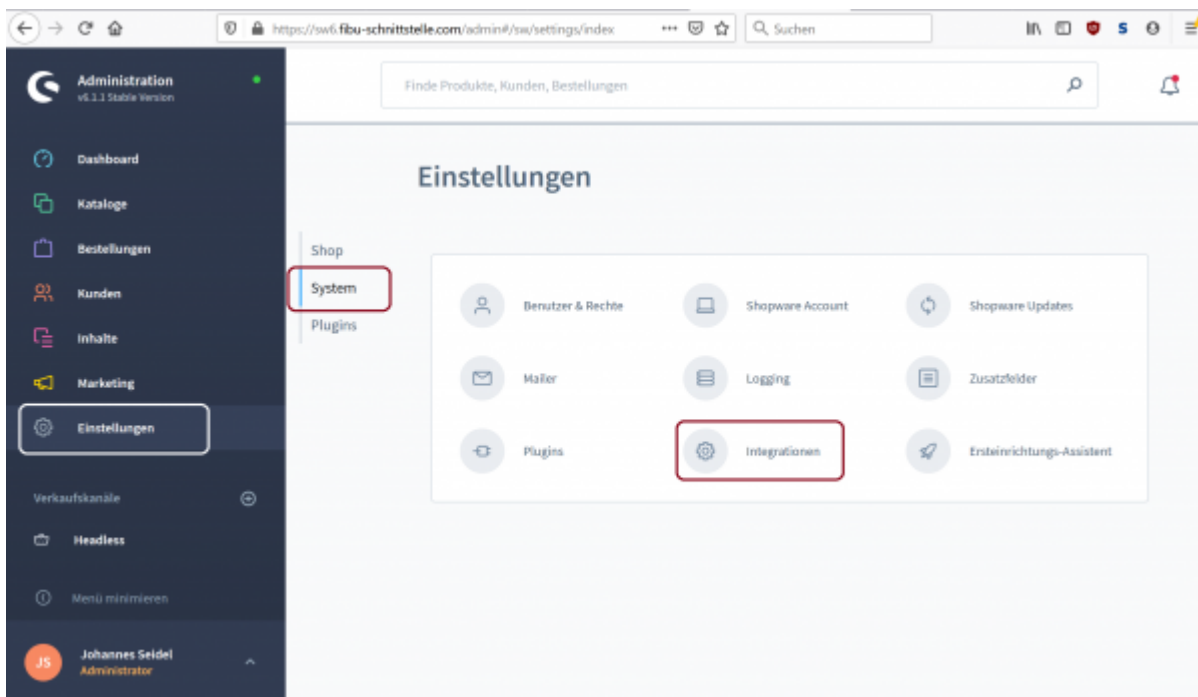 https://sw6.fibu-schnittstelle.com/admin#/sw/settings/index
Suchen
Administration
v6.1.1 Stable Version
Finde Produkte, Kunden, Bestellungen
Dashboard
Kataloge
Bestellungen
Kunden
Inhalte
Marketing
Einstellungen
Verkaufskanäle
Headless
Menü minimieren
JS
Johannes Seidel
Administrator
Einstellungen
Shop
System
Plugins
Benutzer & Rechte
Shopware Account
Shopware Updates
Mailer
Logging
Zusatzfelder
Plugins
Integrationen
Ersteinrichtungs-Assistent